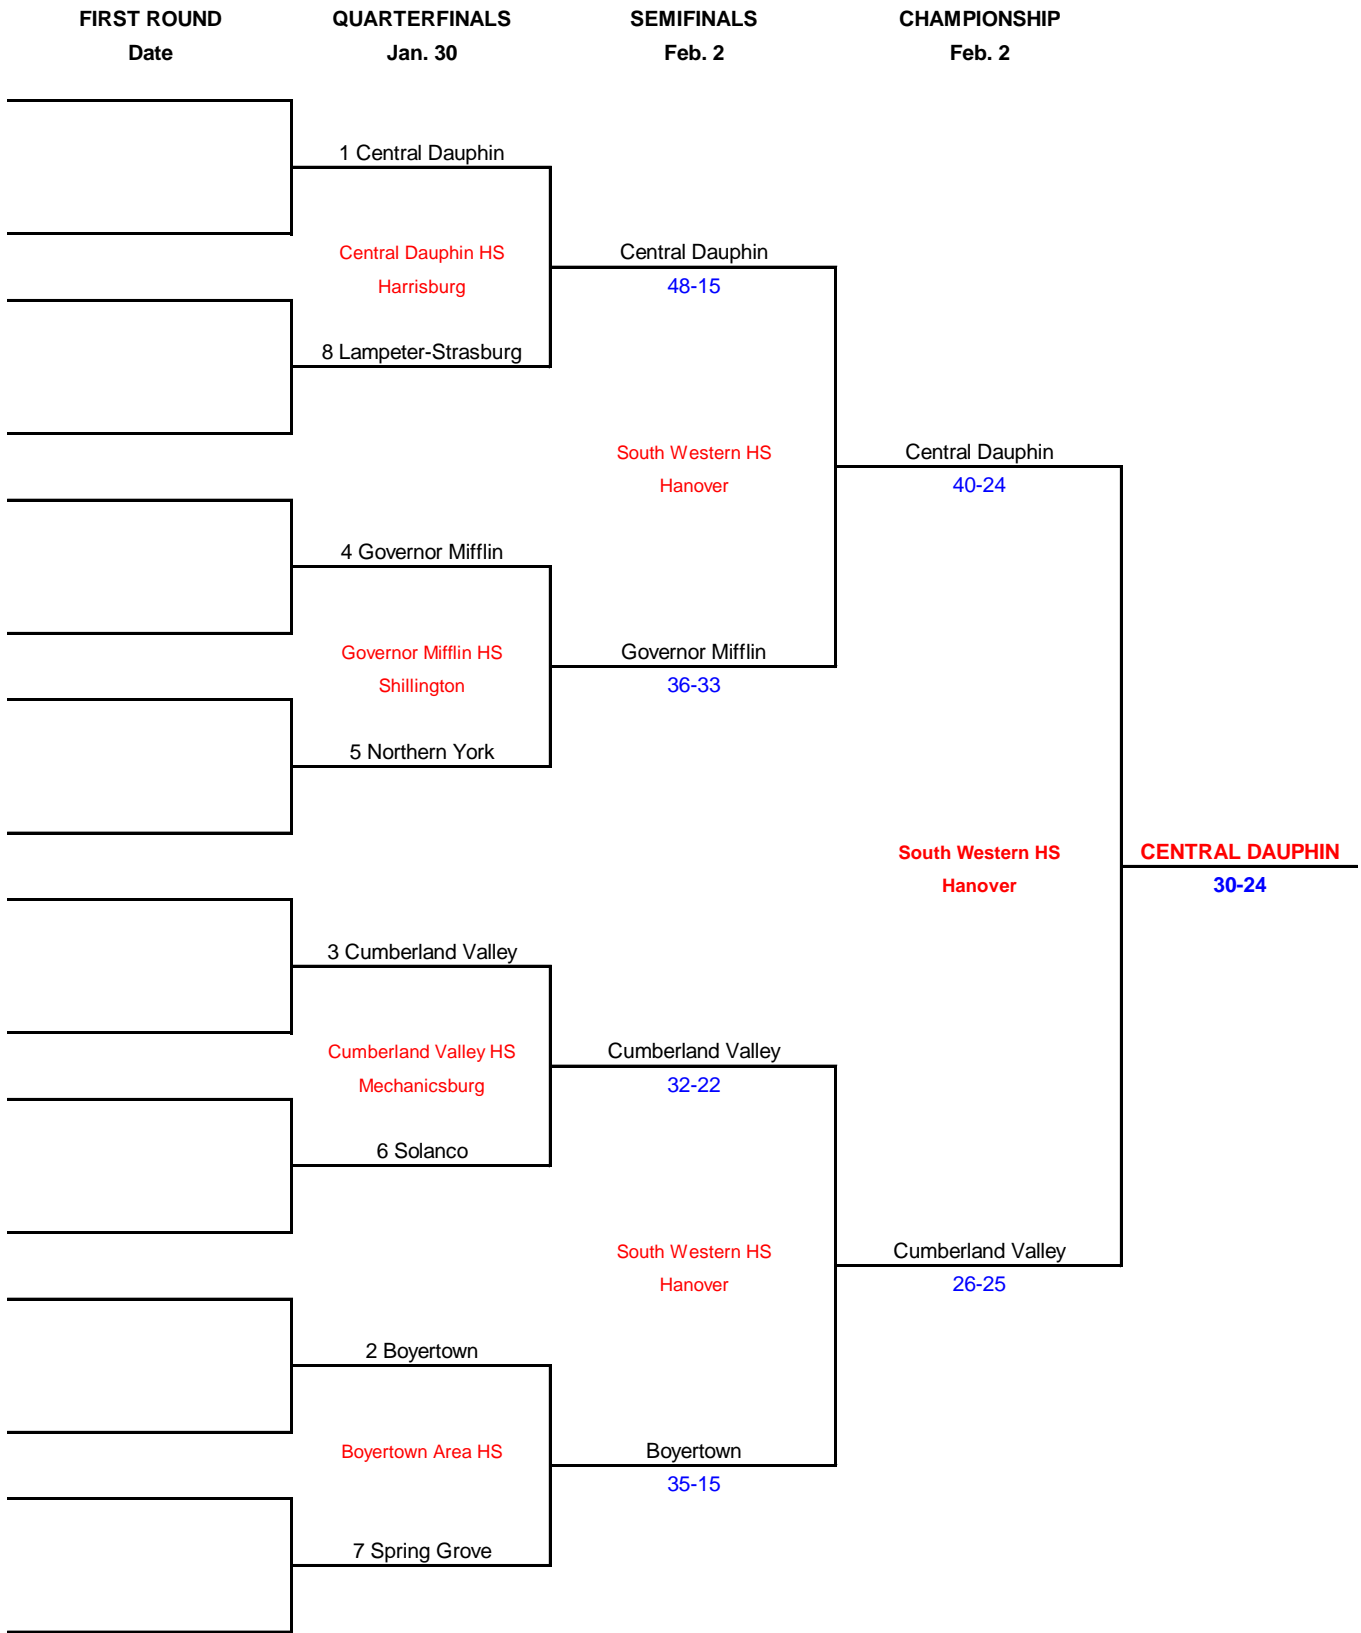 FIRST ROUND QUARTERFINALS SEMIFINALS CHAMPIONSHIP
Date Jan. 30 Feb. 2 Feb. 2
1 Central Dauphin
Central Dauphin HS Central Dauphin
Harrisburg 48-15
8 Lampeter-Strasburg
South Western HS Central Dauphin
Hanover 40-24
4 Governor Mifflin
Governor Mifflin HS Governor Mifflin
Shillington 36-33
5 Northern York
South Western HS CENTRAL DAUPHIN
Hanover 30-24
3 Cumberland Valley
Cumberland Valley HS Cumberland Valley
Mechanicsburg 32-22
6 Solanco
South Western HS Cumberland Valley
Hanover 26-25
2 Boyertown
Boyertown Area HS Boyertown
35-15
7 Spring Grove